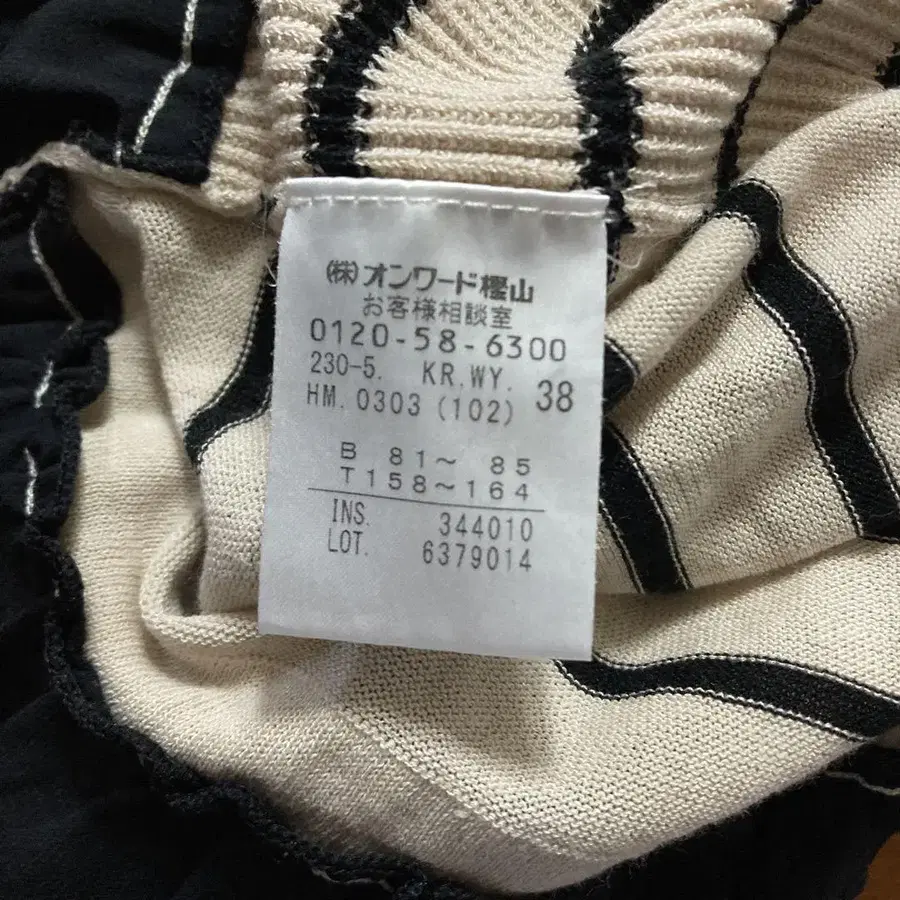 (株)オンワード樫山
お客様相談室
0120-58-6300
230-5. KR.WY. 38
HM. 0303 (102)
B 81~ 85
T158~164
INS. 344010
LOT. 6379014